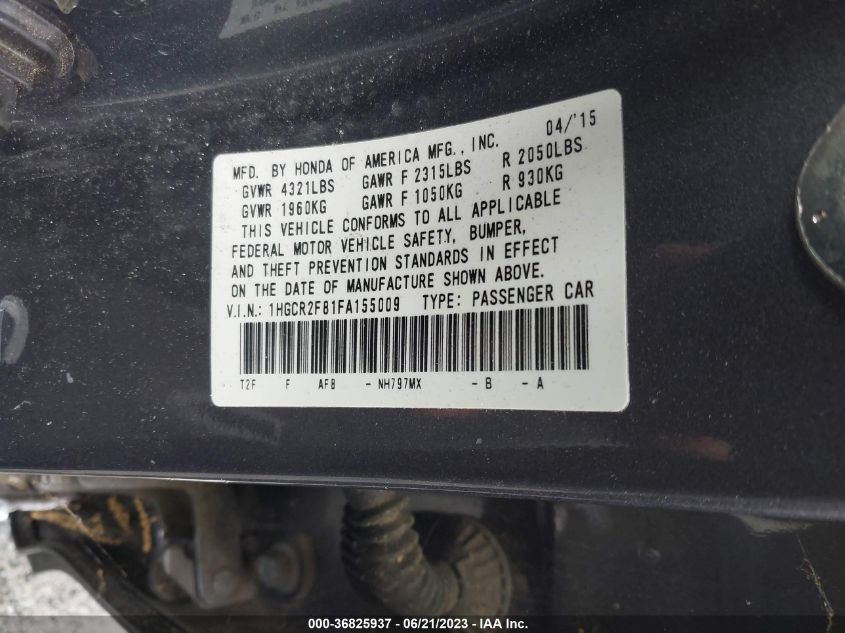 04/'15
MFD. BY HONDA OF AMERICA MFG., INC.
GVWR 4321LBS GAWR F 2315LBS R 2050LBS
GVWR 1960KG GAWR F 1050KG R 930KG
THIS VEHICLE CONFORMS TO ALL APPLICABLE
FEDERAL MOTOR VEHICLE SAFETY, BUMPER,
AND THEFT PREVENTION STANDARDS IN EFFECT
ON THE DATE OF MANUFACTURE SHOWN ABOVE.
V.I.N.: 1HGCR2F81FA155009 TYPE: PASSENGER CAR
T2F F AF8 - NH797MX - B - A
000-36825937 - 06/21/2023 - IAA Inc.